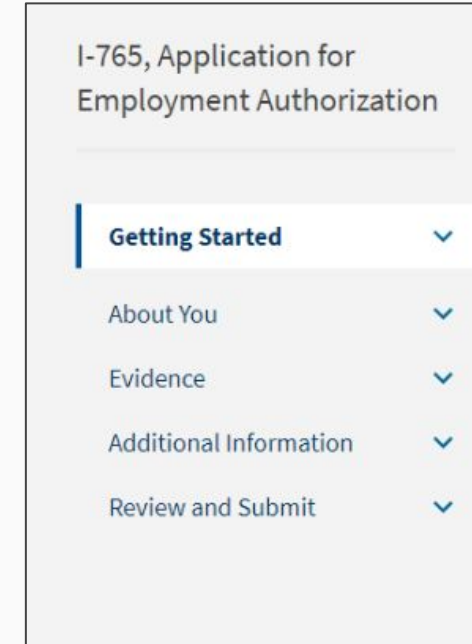 I-765, Application for
Employment Authorization
Getting Started
About You
Evidence
Additional Information
Review and Submit